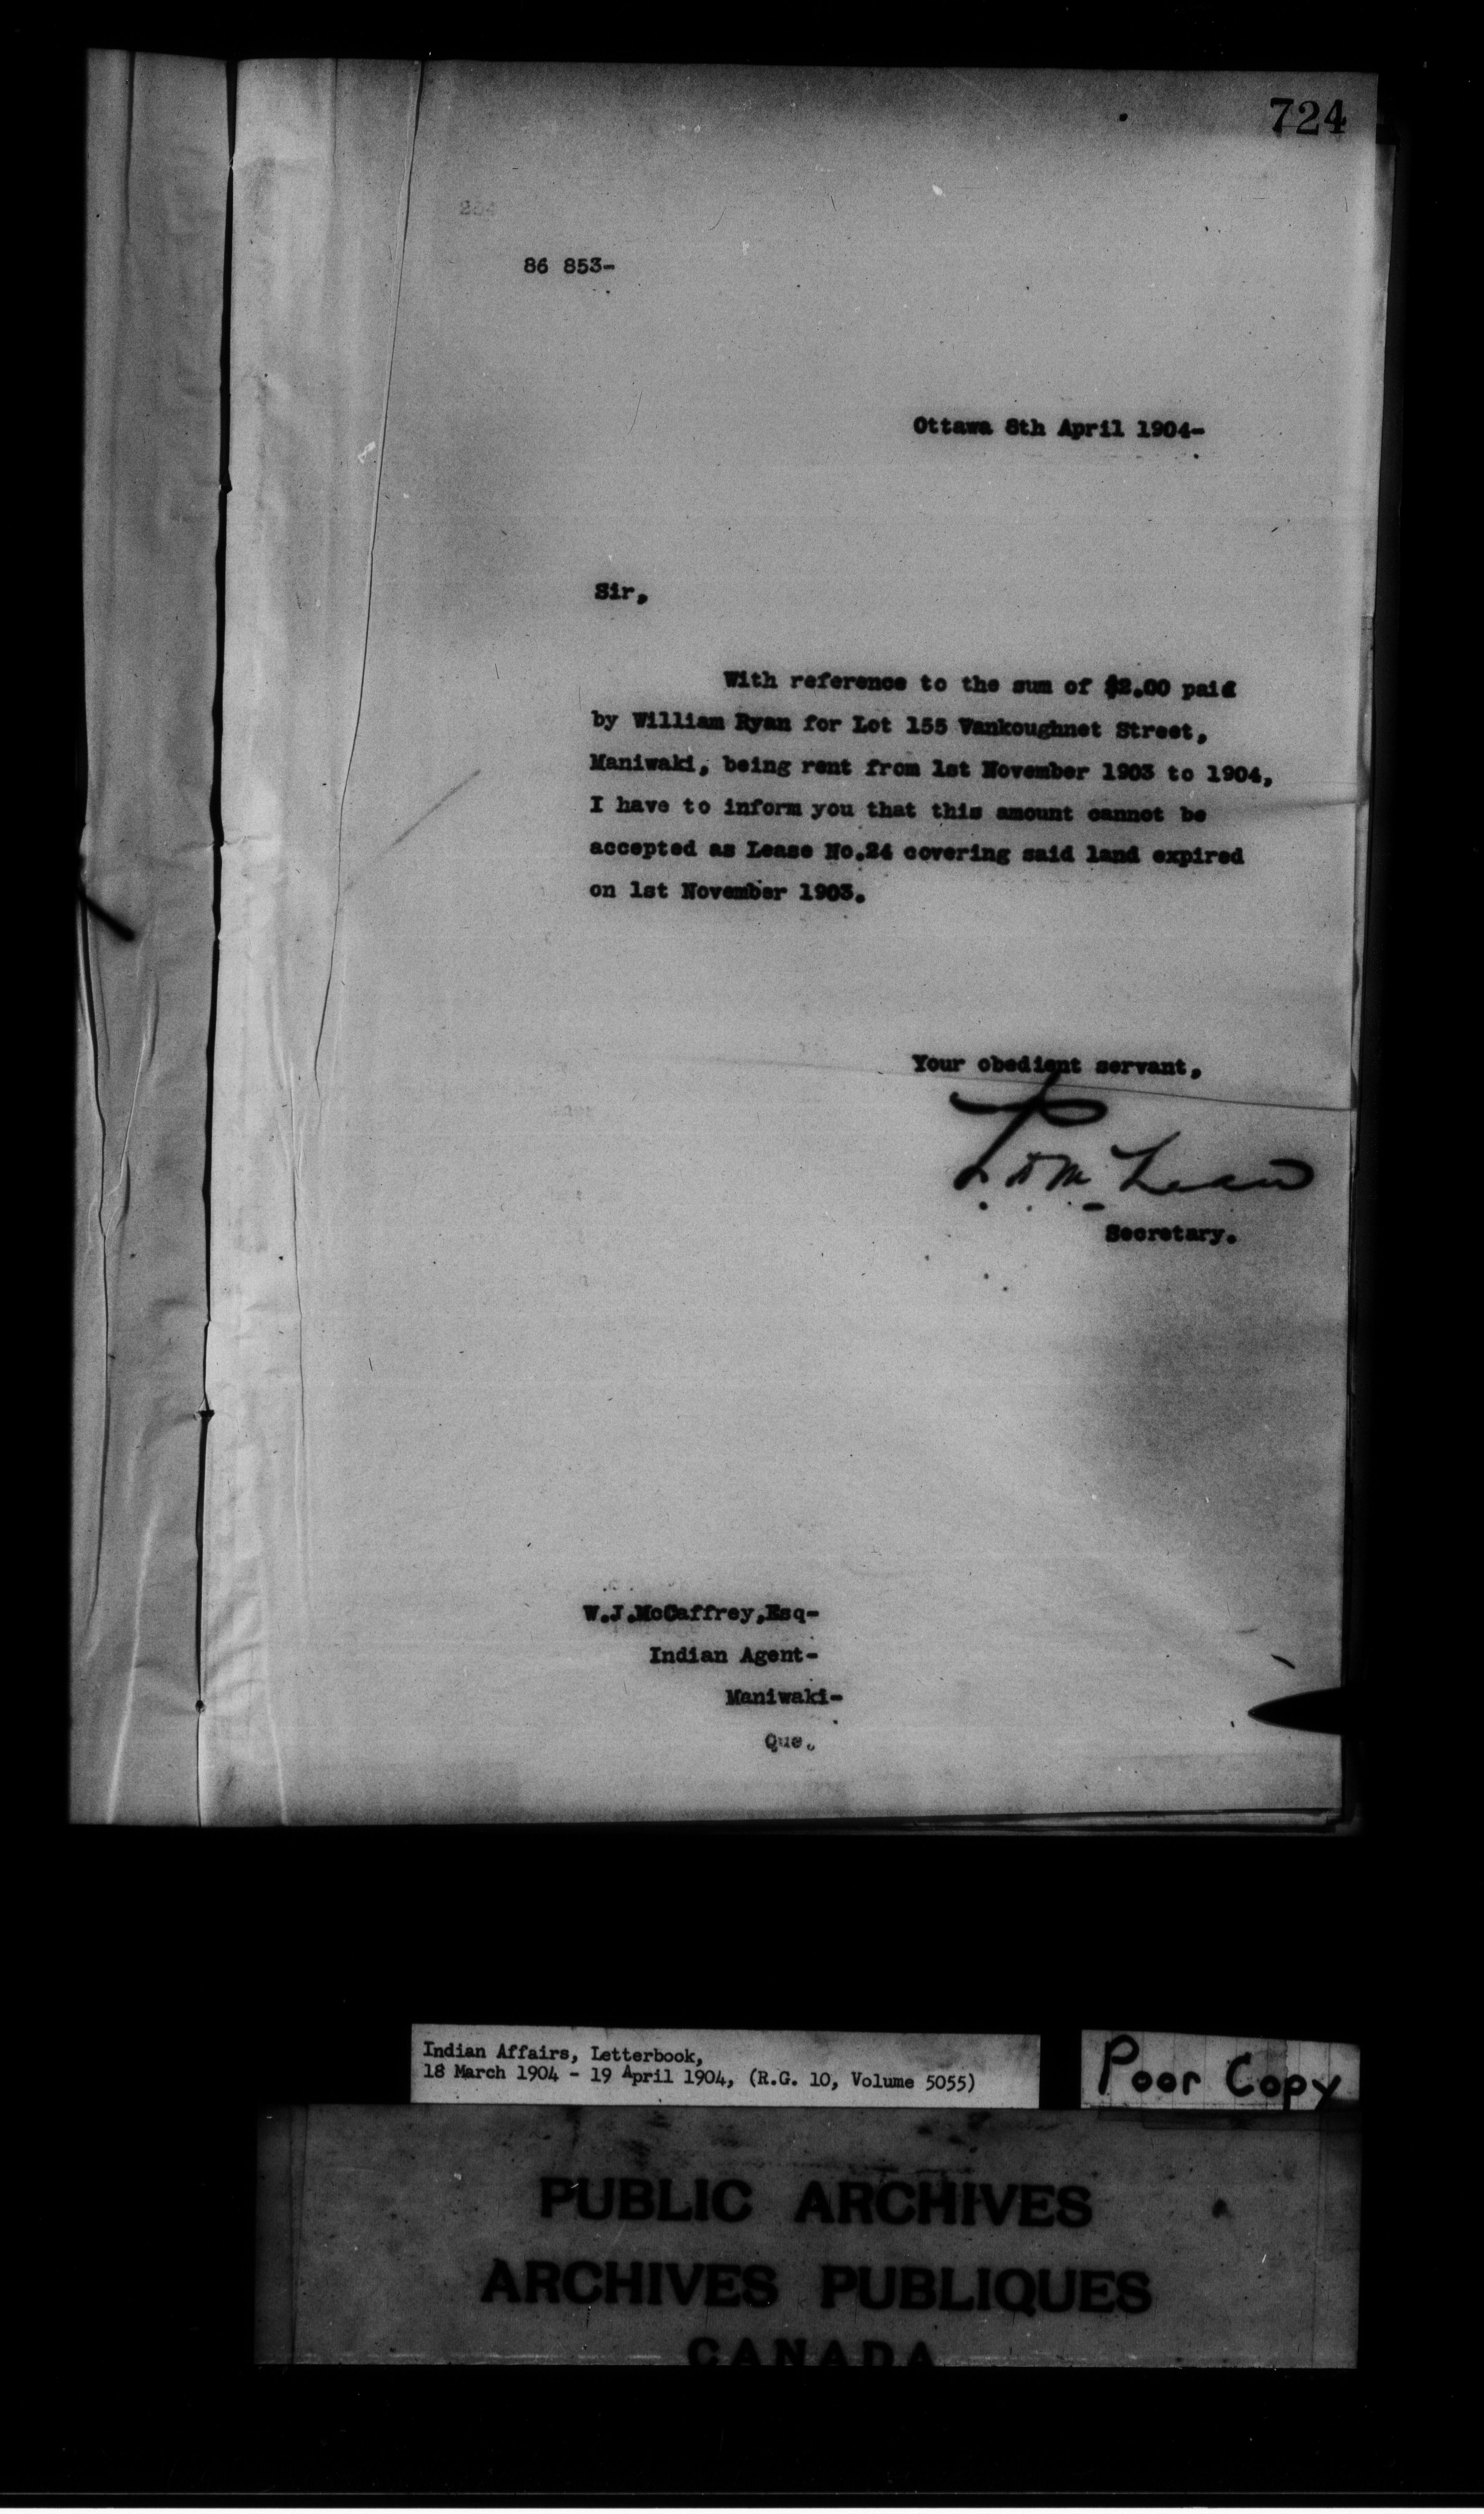 724
86 853-
Ottawa 8th April 1904-
Sir,
With reference to the sum of $2.00 paid
by William Ryan for Lot 155 Vankoughnet Street,
Maniwaki, being rent from 1st November 1903 to 1904,
I have to inform you that this amount cannot be
accepted as Lease No.24 covering said land expired
on 1st November 1903.
Your obedient servant,
Secretary.
W.J.McCaffrey,Esq-
Indian Agent-
Maniwaki-
Que.
Indian Affairs, Letterbook,
18 March 1904 - 19 April 1904, (R.G. 10, Volume 5055)
Poor Copy
PUBLIC ARCHIVES
ARCHIVES PUBLIQUES
CANADA